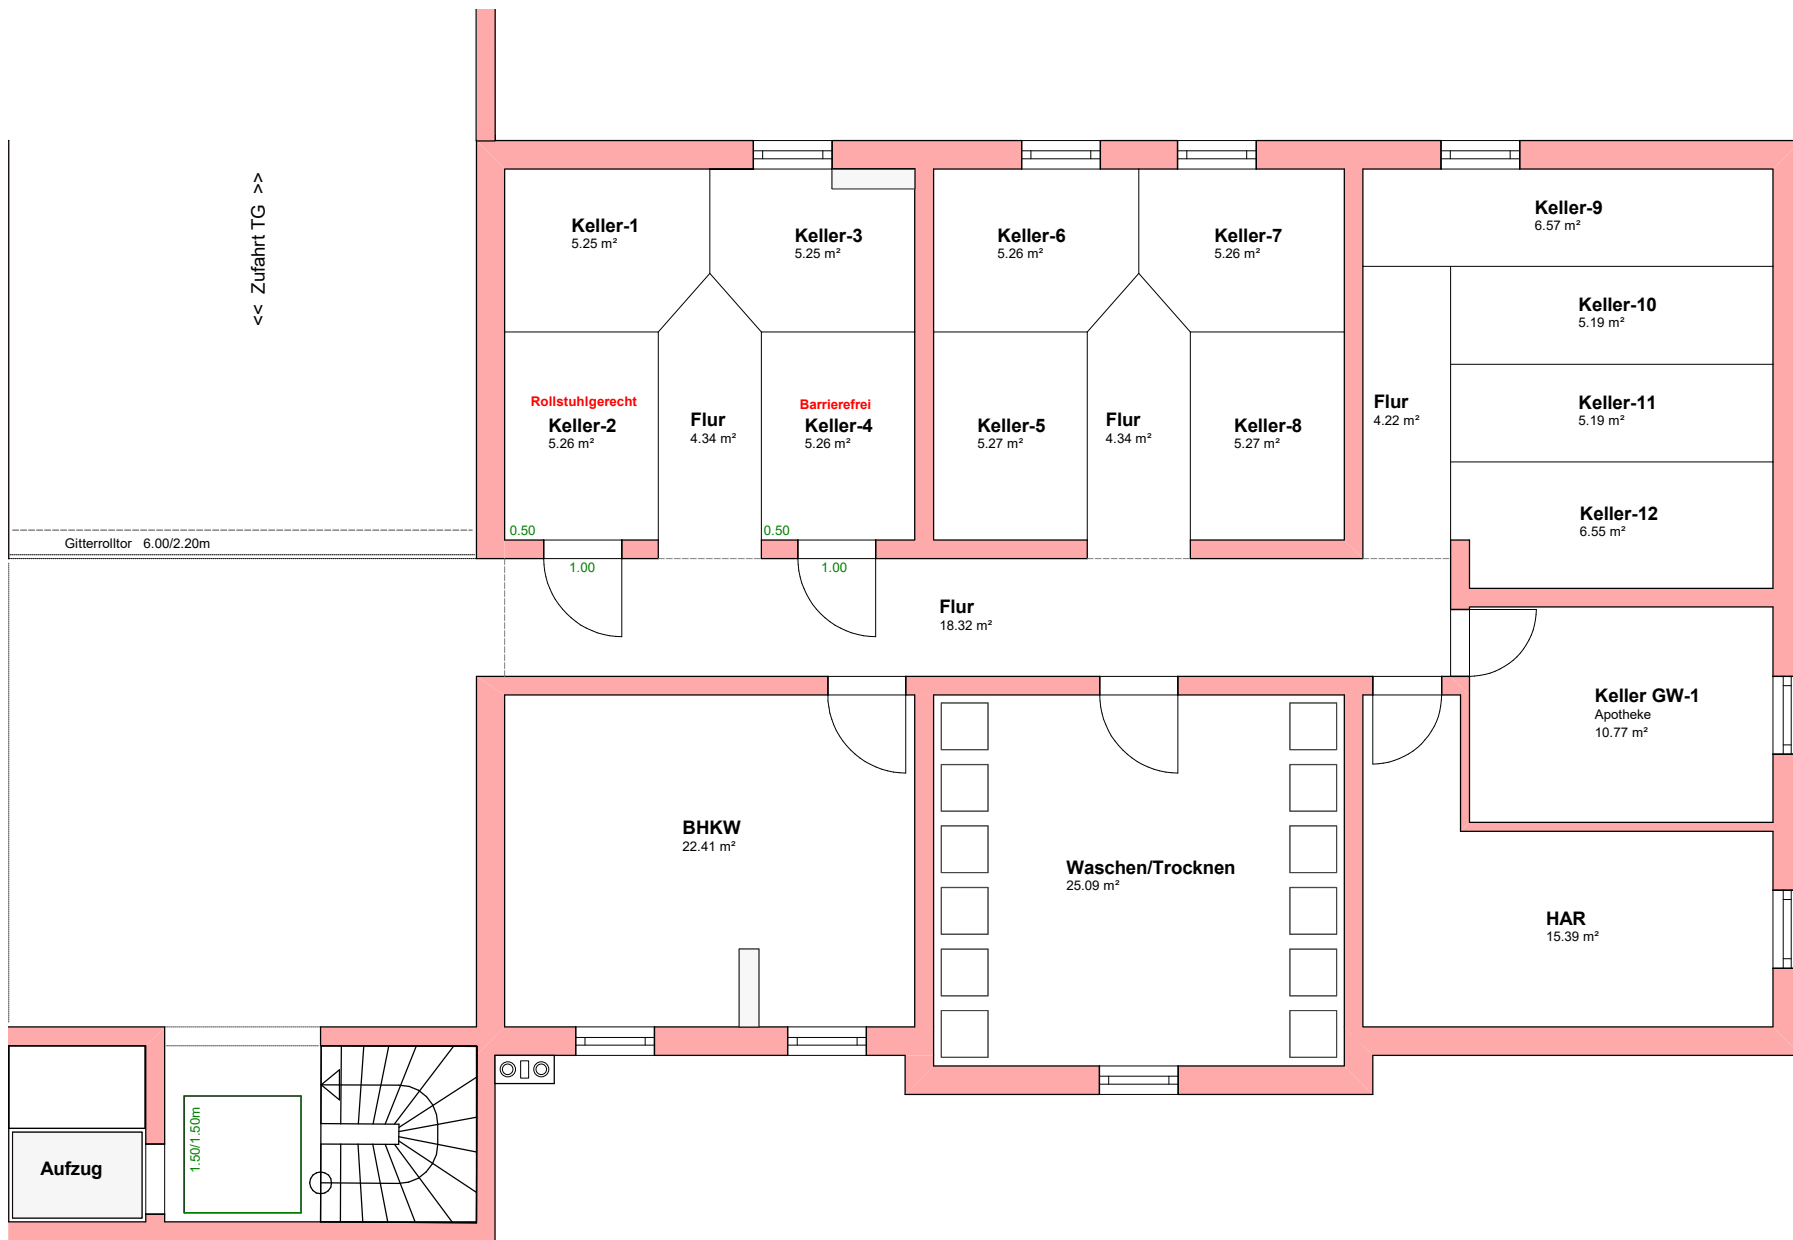 << Zufahrt TG >>
Gitterrolltor 6.00/2.20m
Keller-1
5.25 m²
Keller-3
5.25 m²
Rollstuhlgerecht
Keller-2
5.26 m²
Flur
4.34 m²
Barrierefrei
Keller-4
5.26 m²
0.50
0.50
1.00
1.00
Keller-6
5.26 m²
Keller-7
5.26 m²
Keller-5
5.27 m²
Flur
4.34 m²
Keller-8
5.27 m²
Keller-9
6.57 m²
Keller-10
5.19 m²
Flur
4.22 m²
Keller-11
5.19 m²
Keller-12
6.55 m²
Flur
18.32 m²
Keller GW-1
Apotheke
10.77 m²
BHKW
22.41 m²
Waschen/Trocknen
25.09 m²
HAR
15.39 m²
Aufzug
1.50/1.50m